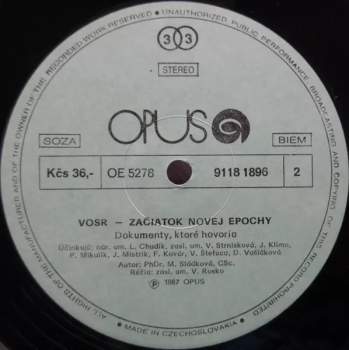 ALL RIGHTS OF THE MANUFACTURER AND OF THE OWNER OF THE RECORDED WORK RESERVED • UNAUTHORIZED PUBLIC PERFORMANCE, BROADCASTING AND COPYING OF THIS RECORD PROHIBITED
33
STEREO
OPUS
SOZA BIEM
Kčs 36,- OE 5278 9118 1896 2
VOSR — ZAČIATOK NOVEJ EPOCHY
Dokumenty, ktoré hovoria
Účinkujú: nár. um. L. Chudík, zasl. um. V. Strnisková, J. Klimo,
P. Mikulík, J. Mistrík, F. Kovár, V. Štefuca, D. Vašičková
Autor: PhDr. M. Sládková, CSc.
Réžia: zasl. um. V. Rusko
Ⓟ 1987 OPUS
MADE IN CZECHOSLOVAKIA